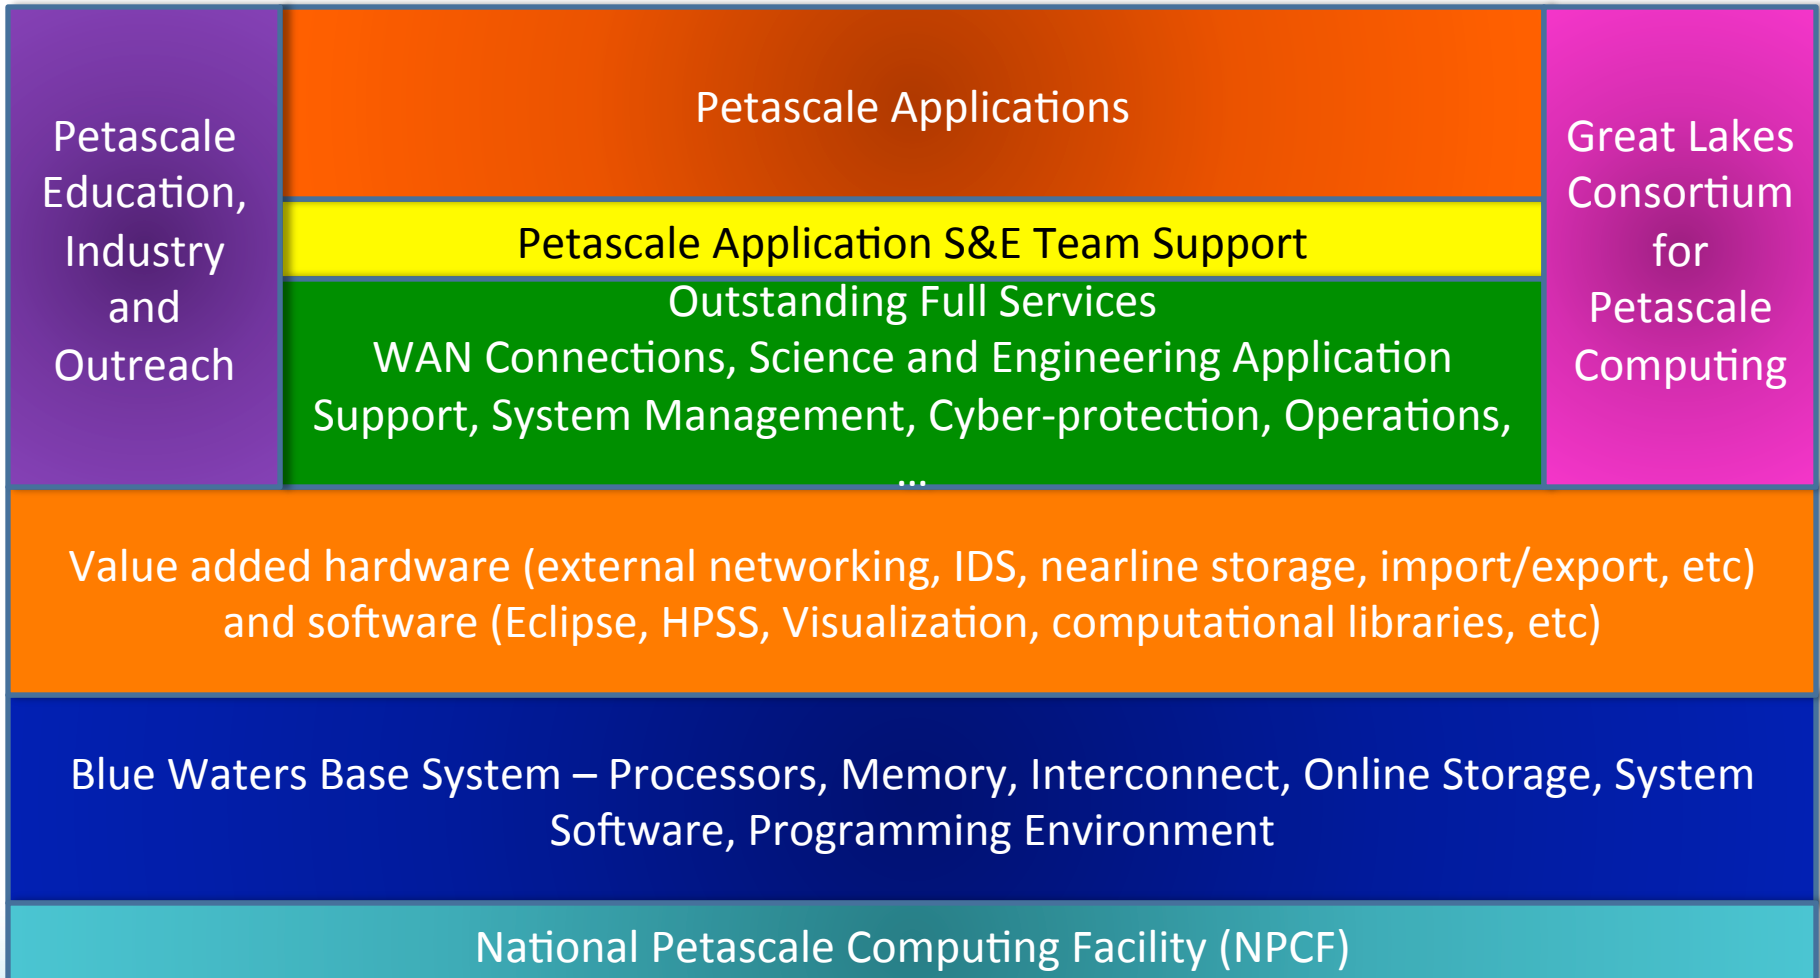 Petascale
Education,
Industry
and
Outreach
Petascale Applications
Petascale Application S&E Team Support
Outstanding Full Services
WAN Connections, Science and Engineering Application
Support, System Management, Cyber-protection, Operations,
...
Great Lakes
Consortium
for
Petascale
Computing
Value added hardware (external networking, IDS, nearline storage, import/export, etc)
and software (Eclipse, HPSS, Visualization, computational libraries, etc)
Blue Waters Base System – Processors, Memory, Interconnect, Online Storage, System
Software, Programming Environment
National Petascale Computing Facility (NPCF)